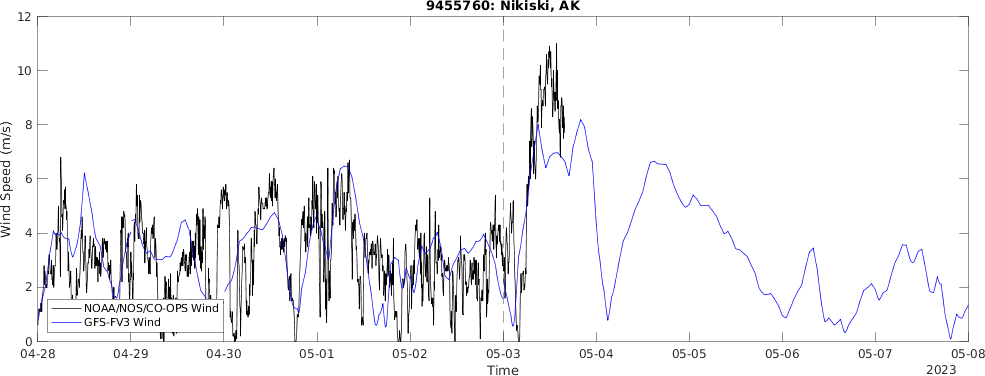 9455760: Nikiski, AK
Wind Speed (m/s)
12
10
8
6
4
2
0
NOAA/NOS/CO-OPS Wind
GFS-FV3 Wind
04-28 04-29 04-30 05-01 05-02 05-03 05-04 05-05 05-06 05-07 05-08
Time
2023